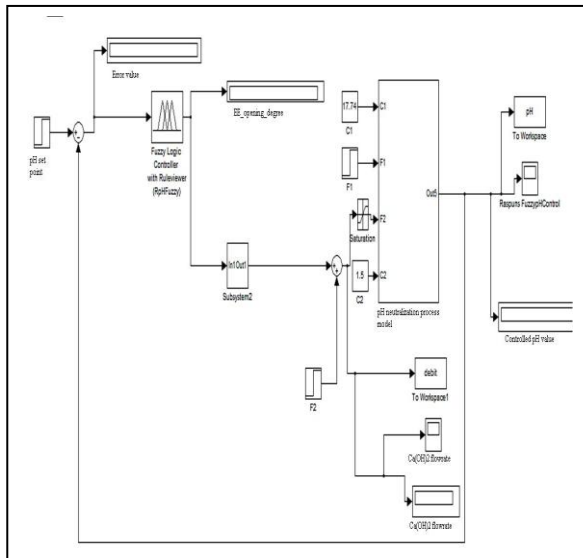 Error value
pH set
point
Fuzzy Logic
Controller
with Ruleviewer
(RpHFuzzy)
EE_opening_degree
17.74
C1
F1
Saturation
1.5
C2
C1
F1
F2
C2
Out5
pH neutralization process
model
pH
To Workspace
Raspuns FuzzypHControl
Controlled pH value
In1Out1
Subsystem2
F2
debit
To Workspace1
Ca(OH)2 flowrate
Ca(OH)2 flowrate